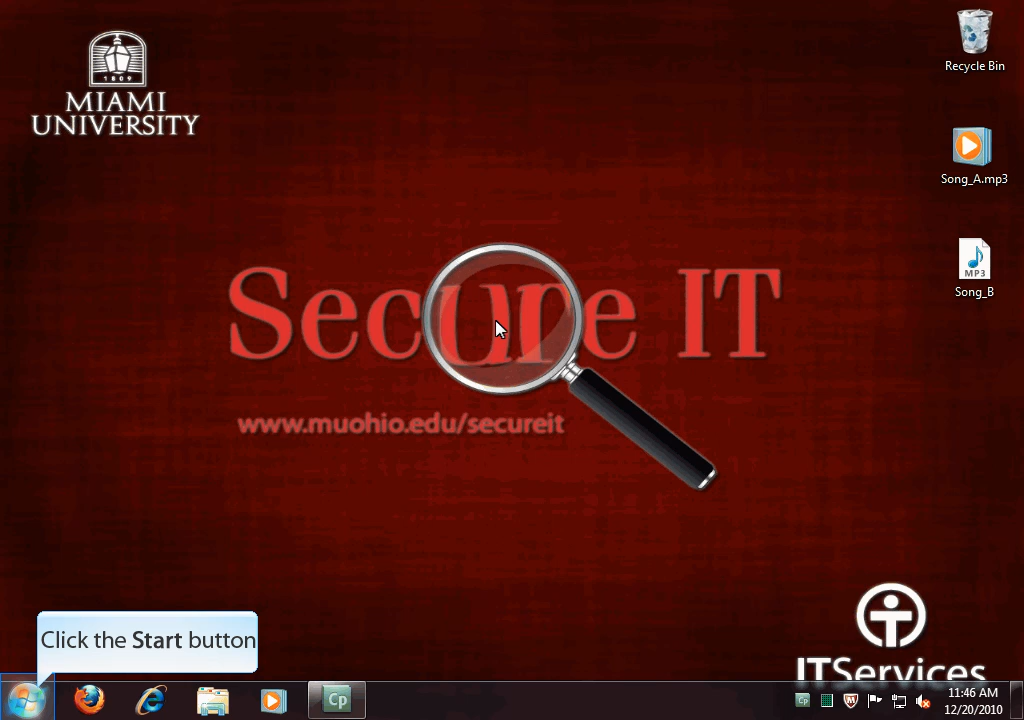 1809
MIAMI
UNIVERSITY
Recycle Bin
Song_A.mp3
MP3
Song_B
Secure IT
www.muohio.edu/secureit
Click the Start button
ITServices
Cp
Cp
M
11:46 AM
12/20/2010